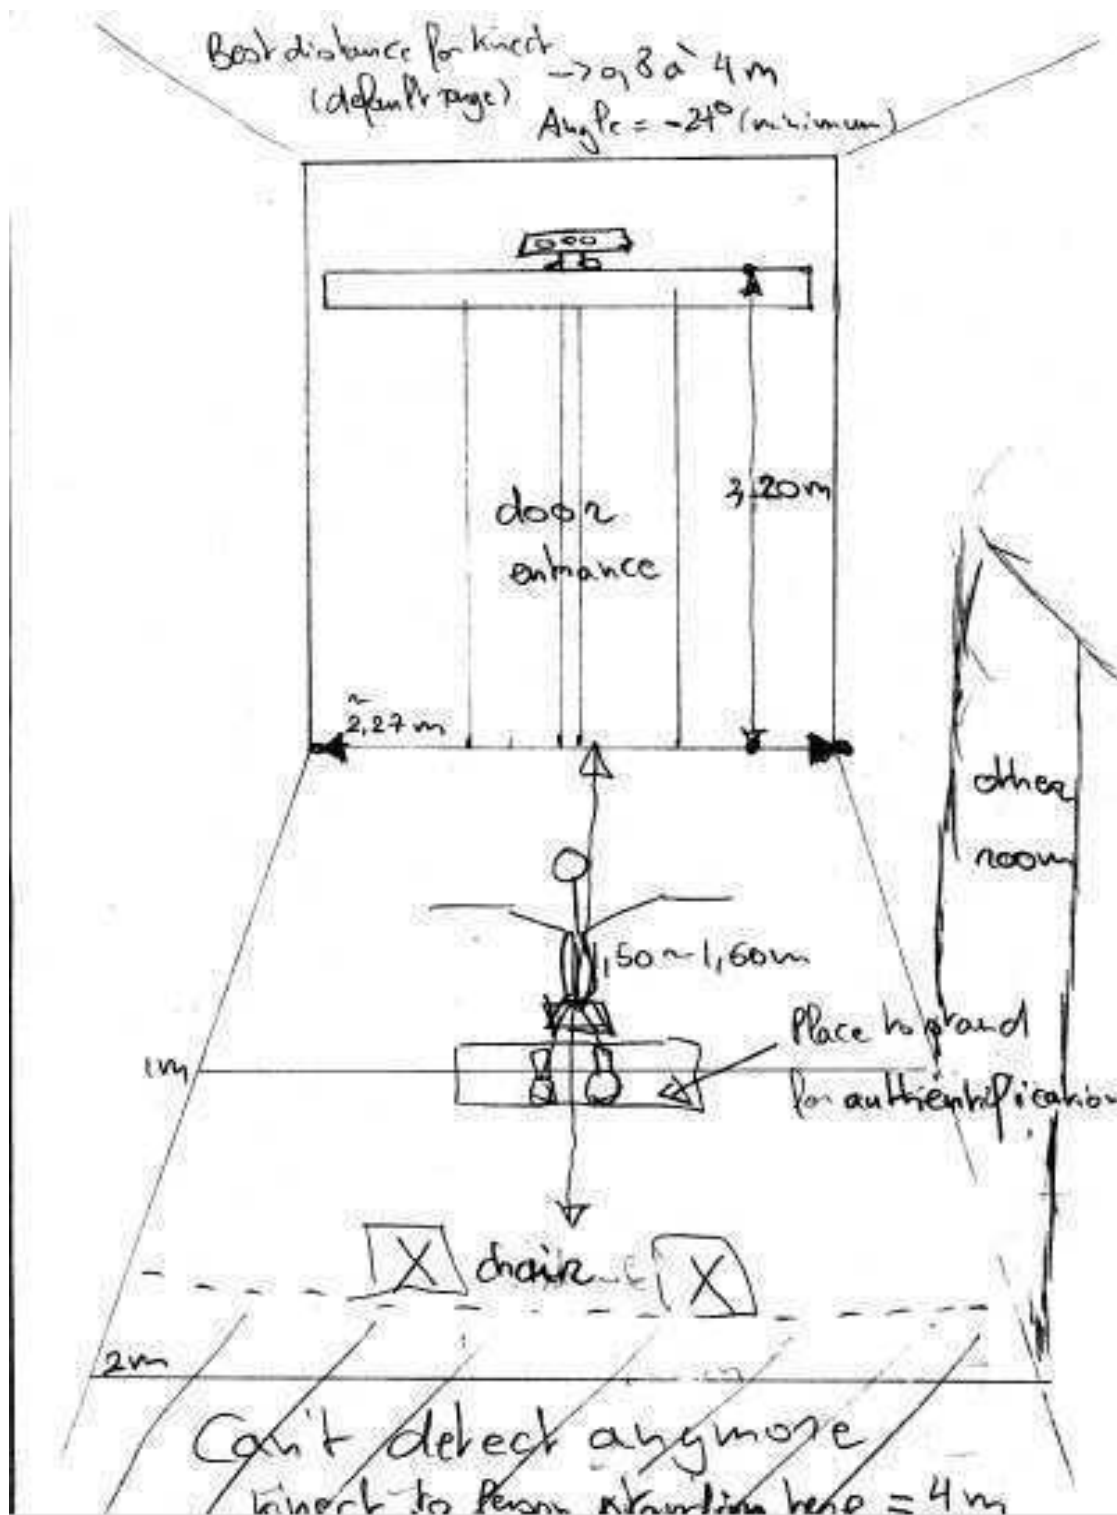 Best distance for kinect -> 0,8 à 4 m
(default range)
Angle = -24° (minimum)
3,20m
door
entrance
~
2,27 m
other
room
1,50 ~ 1,60m
Place to stand
for authentification
1m
X chair X
2m
Can't detect anymore
kinect to Person standing here = 4 m